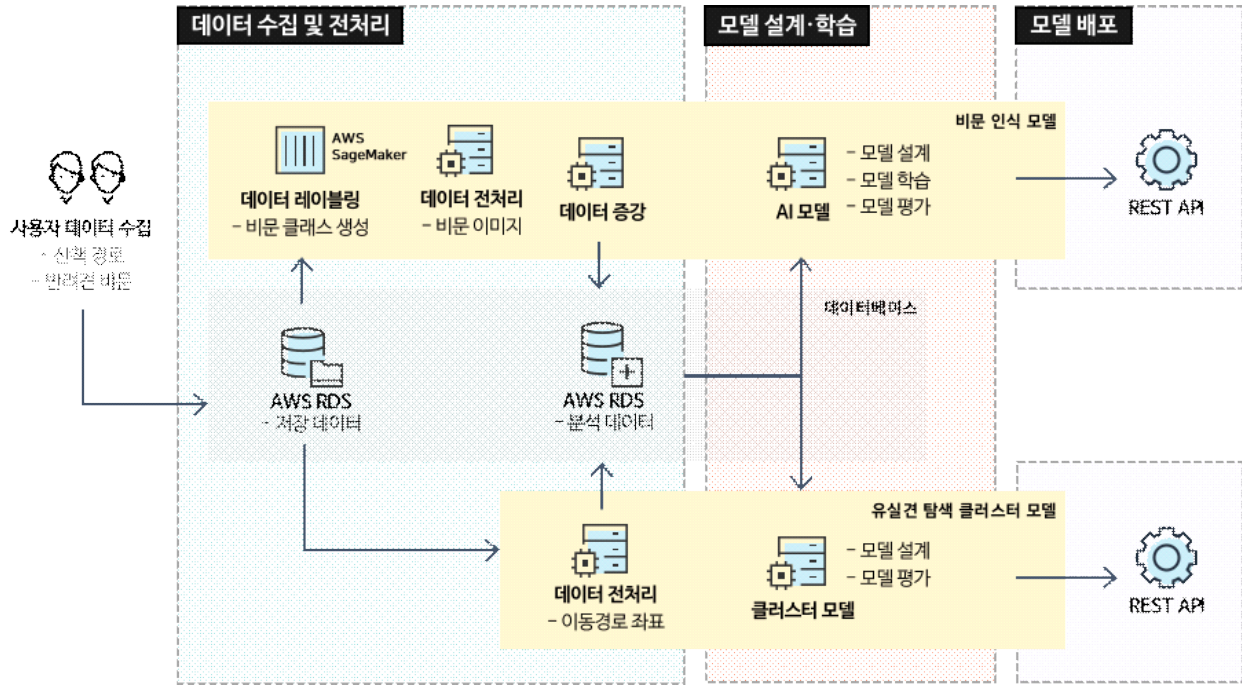 데이터 수집 및 전처리
모델 설계·학습
모델 배포
비문 인식 모델
AWS
SageMaker
데이터 레이블링
- 비문 클래스 생성
데이터 전처리
- 비문 이미지
데이터 증강
AI 모델
- 모델 설계
- 모델 학습
- 모델 평가
REST API
사용자 데이터 수집
- 산책 경로
- 반려견 비문
데이터베이스
AWS RDS
- 저장 데이터
AWS RDS
- 분석 데이터
유실견 탐색 클러스터 모델
데이터 전처리
- 이동경로 좌표
클러스터 모델
- 모델 설계
- 모델 평가
REST API